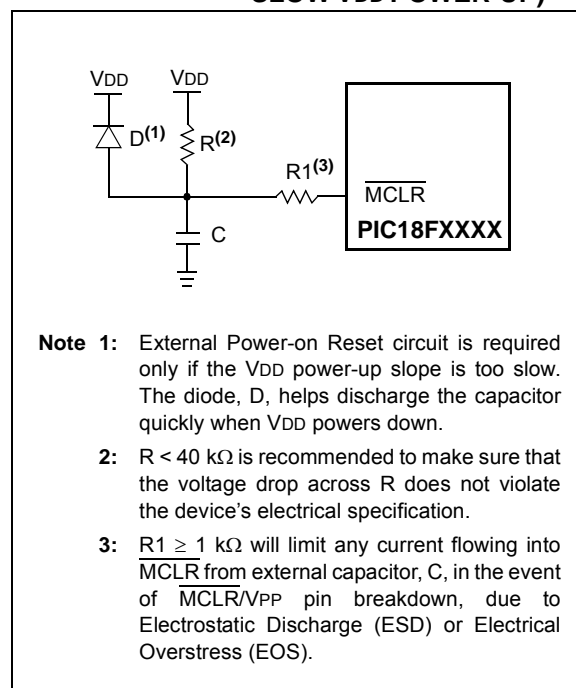 VDD VDD
D(1)
R(2)
R1(3)
MCLR
C
PIC18FXXXX
Note 1: External Power-on Reset circuit is required
only if the VDD power-up slope is too slow.
The diode, D, helps discharge the capacitor
quickly when VDD powers down.
2: R < 40 kΩ is recommended to make sure that
the voltage drop across R does not violate
the device's electrical specification.
3: R1 ≥ 1 kΩ will limit any current flowing into
MCLR from external capacitor, C, in the event
of MCLR/VPP pin breakdown, due to
Electrostatic Discharge (ESD) or Electrical
Overstress (EOS).